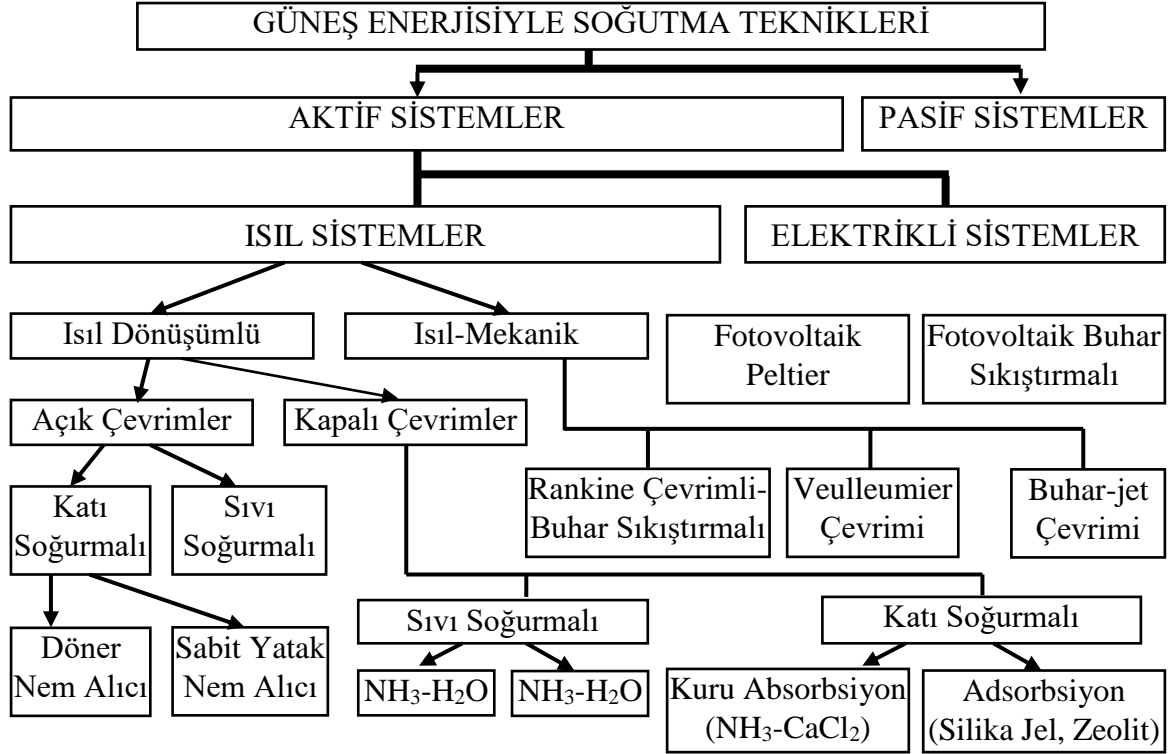 GÜNEŞ ENERJİSİYLE SOĞUTMA TEKNİKLERİ
AKTİF SİSTEMLER
PASİF SİSTEMLER
ISIL SİSTEMLER
ELEKTRİKLİ SİSTEMLER
Isıl Dönüşümlü
Isıl-Mekanik
Fotovoltaik
Peltier
Fotovoltaik Buhar
Sıkıştırmalı
Açık Çevrimler
Kapalı Çevrimler
Katı
Soğurmalı
Sıvı
Soğurmalı
Rankine Çevrimli-
Buhar Sıkıştırmalı
Veulleumier
Çevrimi
Buhar-jet
Çevrimi
Döner
Nem Alıcı
Sabit Yatak
Nem Alıcı
Sıvı Soğurmalı
Katı Soğurmalı
NH₃-H₂O
NH₃-H₂O
Kuru Absorbsiyon
(NH₃-CaCl₂)
Adsorbsiyon
(Silika Jel, Zeolit)